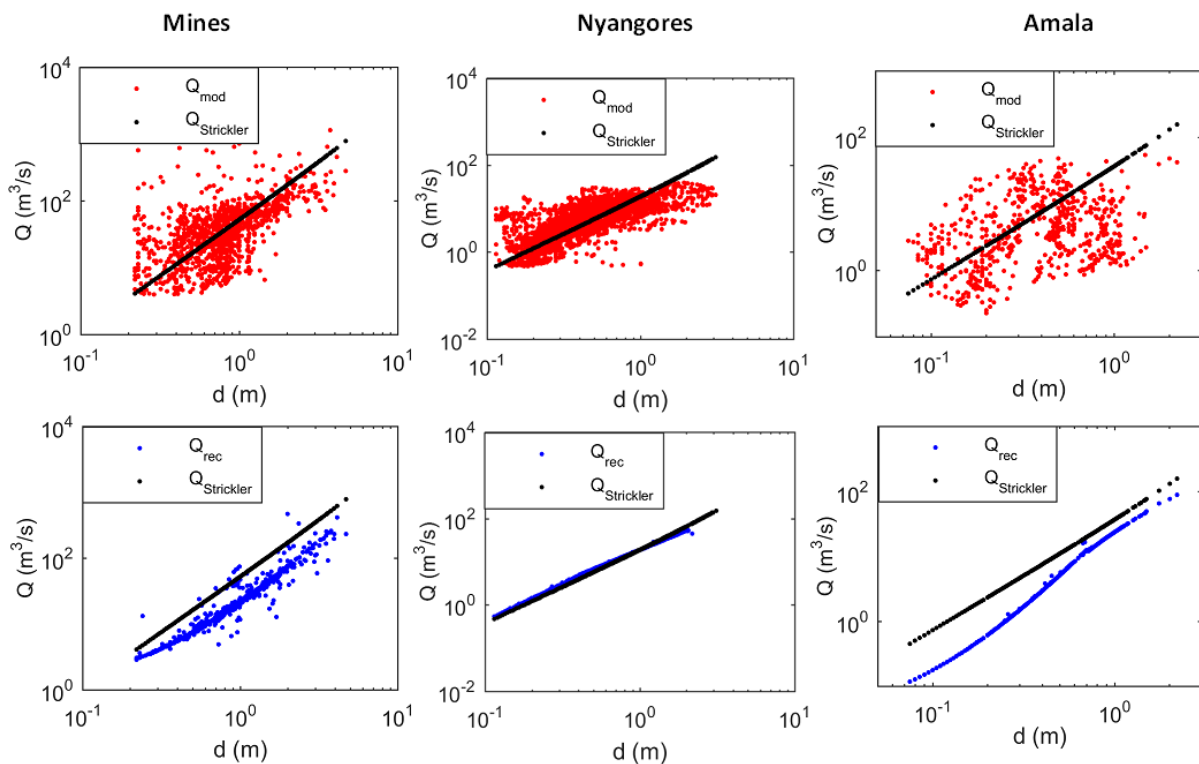 Mines
Nyangores
Amala
10^4
10^2
10^0
Q (m^3/s)
10^-1
10^0
10^1
d (m)
Q_mod
Q_Strickler
10^4
10^2
10^0
10^-2
Q (m^3/s)
10^-1
10^0
10^1
d (m)
Q_mod
Q_Strickler
10^2
10^0
Q (m^3/s)
10^-1
10^0
d (m)
Q_mod
Q_Strickler
10^4
10^2
10^0
Q (m^3/s)
10^-1
10^0
10^1
d (m)
Q_rec
Q_Strickler
10^4
10^2
10^0
10^-2
Q (m^3/s)
10^-1
10^0
10^1
d (m)
Q_rec
Q_Strickler
10^2
10^0
Q (m^3/s)
10^-1
10^0
d (m)
Q_rec
Q_Strickler